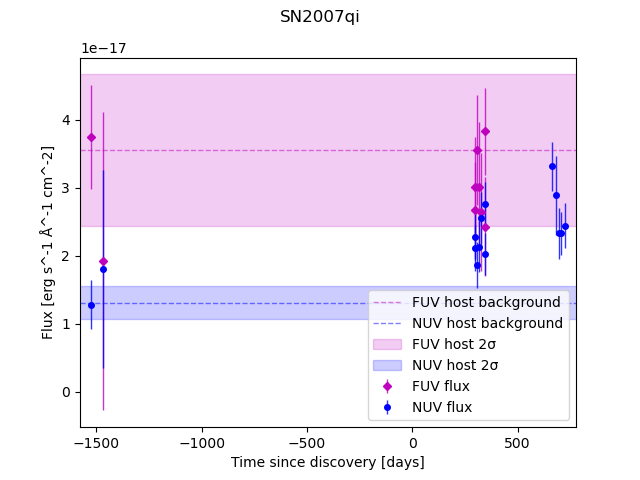 SN2007qi
1e−17
Flux [erg s^-1 Å^-1 cm^-2]
4
3
2
1
0
FUV host background
NUV host background
FUV host 2σ
NUV host 2σ
FUV flux
NUV flux
−1500
−1000
−500
0
500
Time since discovery [days]